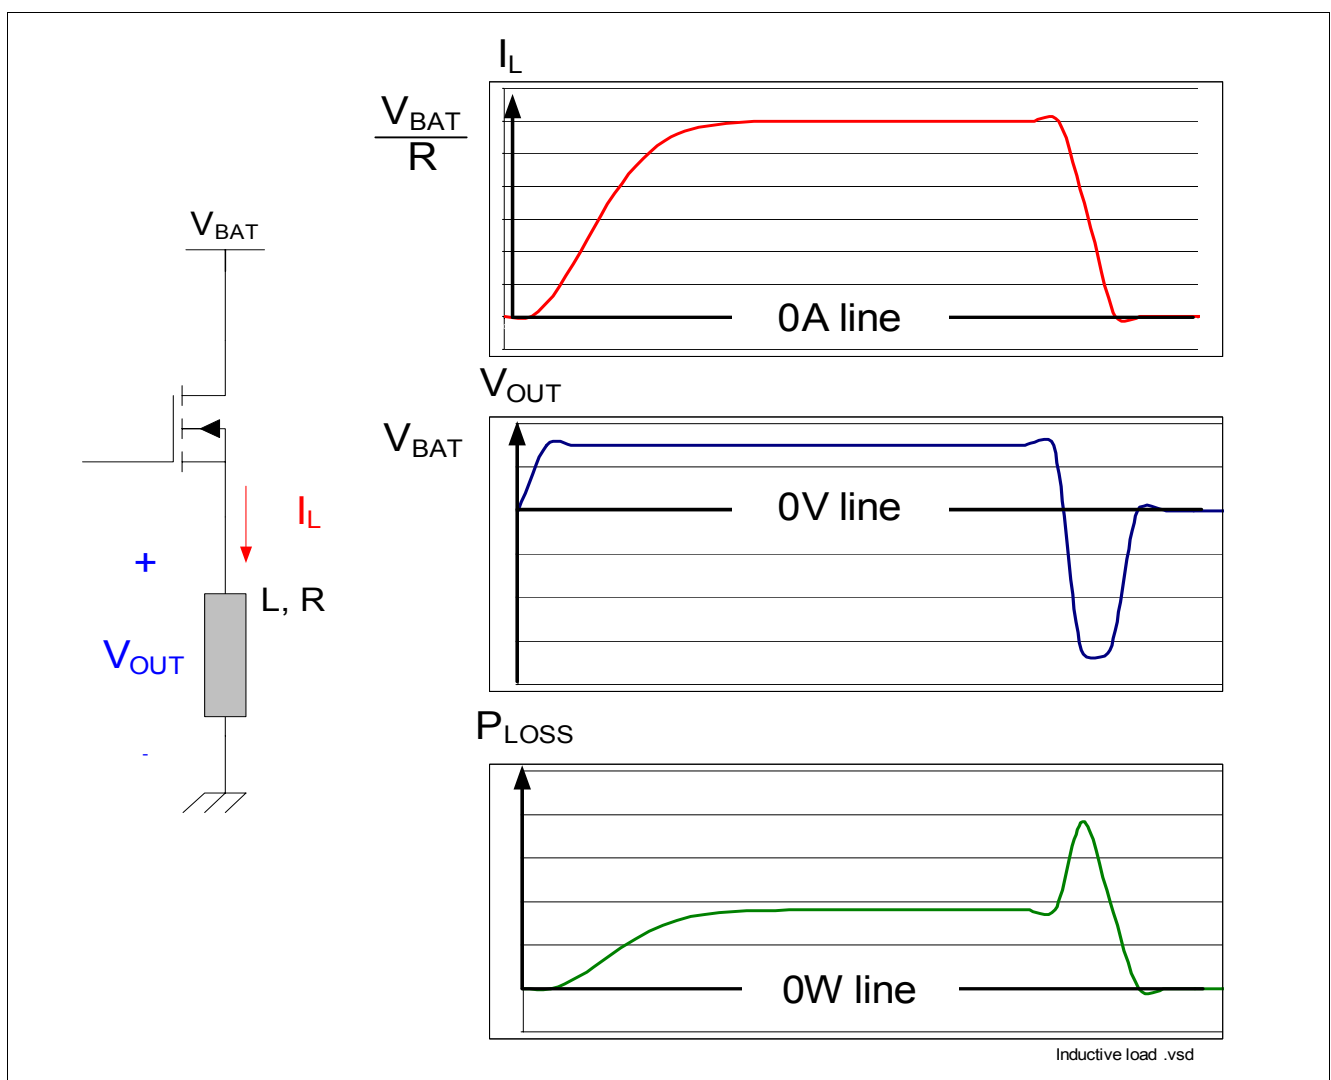 I_L
V_BAT
R
0A line
V_BAT
V_OUT
V_BAT
0V line
I_L
+
L, R
V_OUT
-
P_LOSS
0W line
Inductive load .vsd